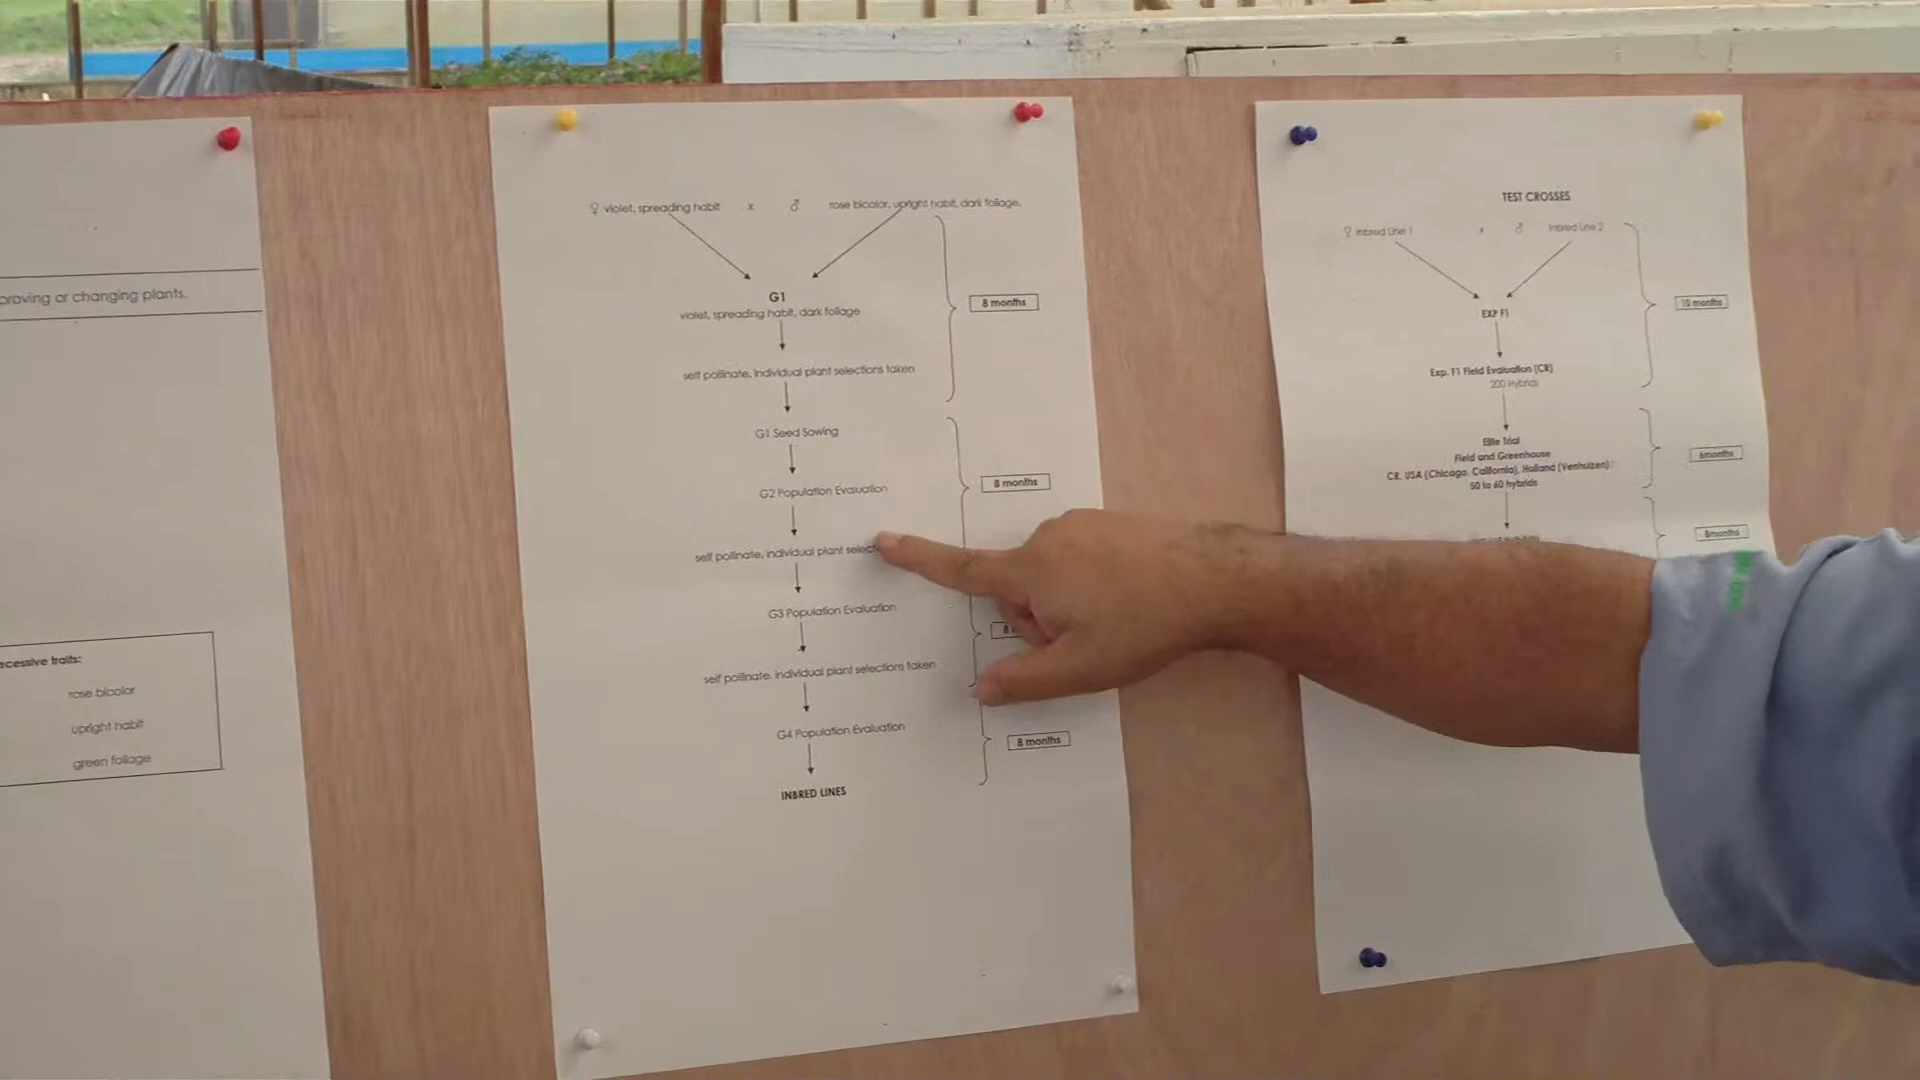 proving or changing plants.
ecessive traits:
rose bicolor
upright habit
green foliage
♀ violet, spreading habit x ♂ rose bicolor, upright habit, dark foliage.
G1
violet, spreading habit, dark foliage
8 months
self pollinate, individual plant selections taken
G1 Seed Sowing
G2 Population Evaluation
8 months
self pollinate, individual plant
G3 Population Evaluation
8
self pollinate, individual plant selections taken
G4 Population Evaluation
8 months
INBRED LINES
TEST CROSSES
♀ Inbred Line 1 x ♂ Inbred Line 2
10 months
EXP F1
Exp. F1 Field Evaluation (CR)
200 Hybrids
Elite Trial
Field and Greenhouse
CR, USA (Chicago, California), Holland (Venhuizen)
50 to 60 hybrids
6months
8months